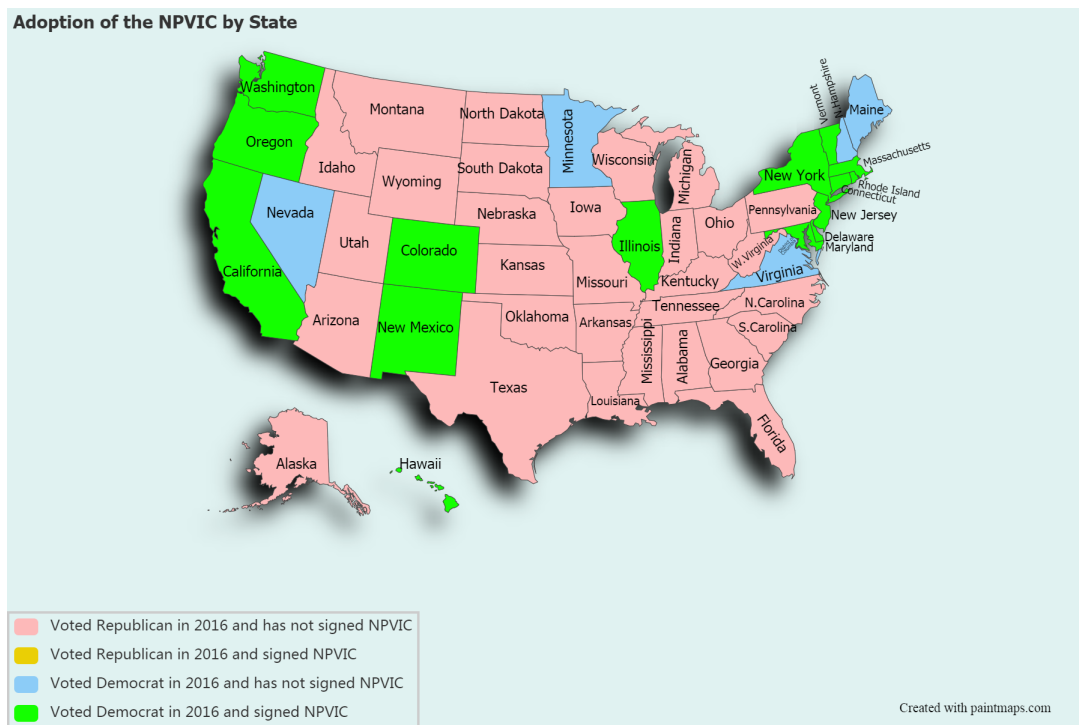 Adoption of the NPVIC by State
Washington
Montana
North Dakota
Minnesota
Vermont
N.Hampshire
Maine
Oregon
Idaho
South Dakota
Wisconsin
Michigan
New York
Massachusetts
Rhode Island
Connecticut
Wyoming
Nevada
Nebraska
Iowa
Pennsylvania
New Jersey
Utah
Colorado
Illinois
Indiana
Ohio
Delaware
Maryland
California
Kansas
Missouri
W.Virginia
Virginia
Kentucky
Arizona
New Mexico
Oklahoma
Arkansas
Tennessee
N.Carolina
S.Carolina
Mississippi
Alabama
Georgia
Texas
Louisiana
Florida
Alaska
Hawaii
Voted Republican in 2016 and has not signed NPVIC
Voted Republican in 2016 and signed NPVIC
Voted Democrat in 2016 and has not signed NPVIC
Voted Democrat in 2016 and signed NPVIC
Created with paintmaps.com